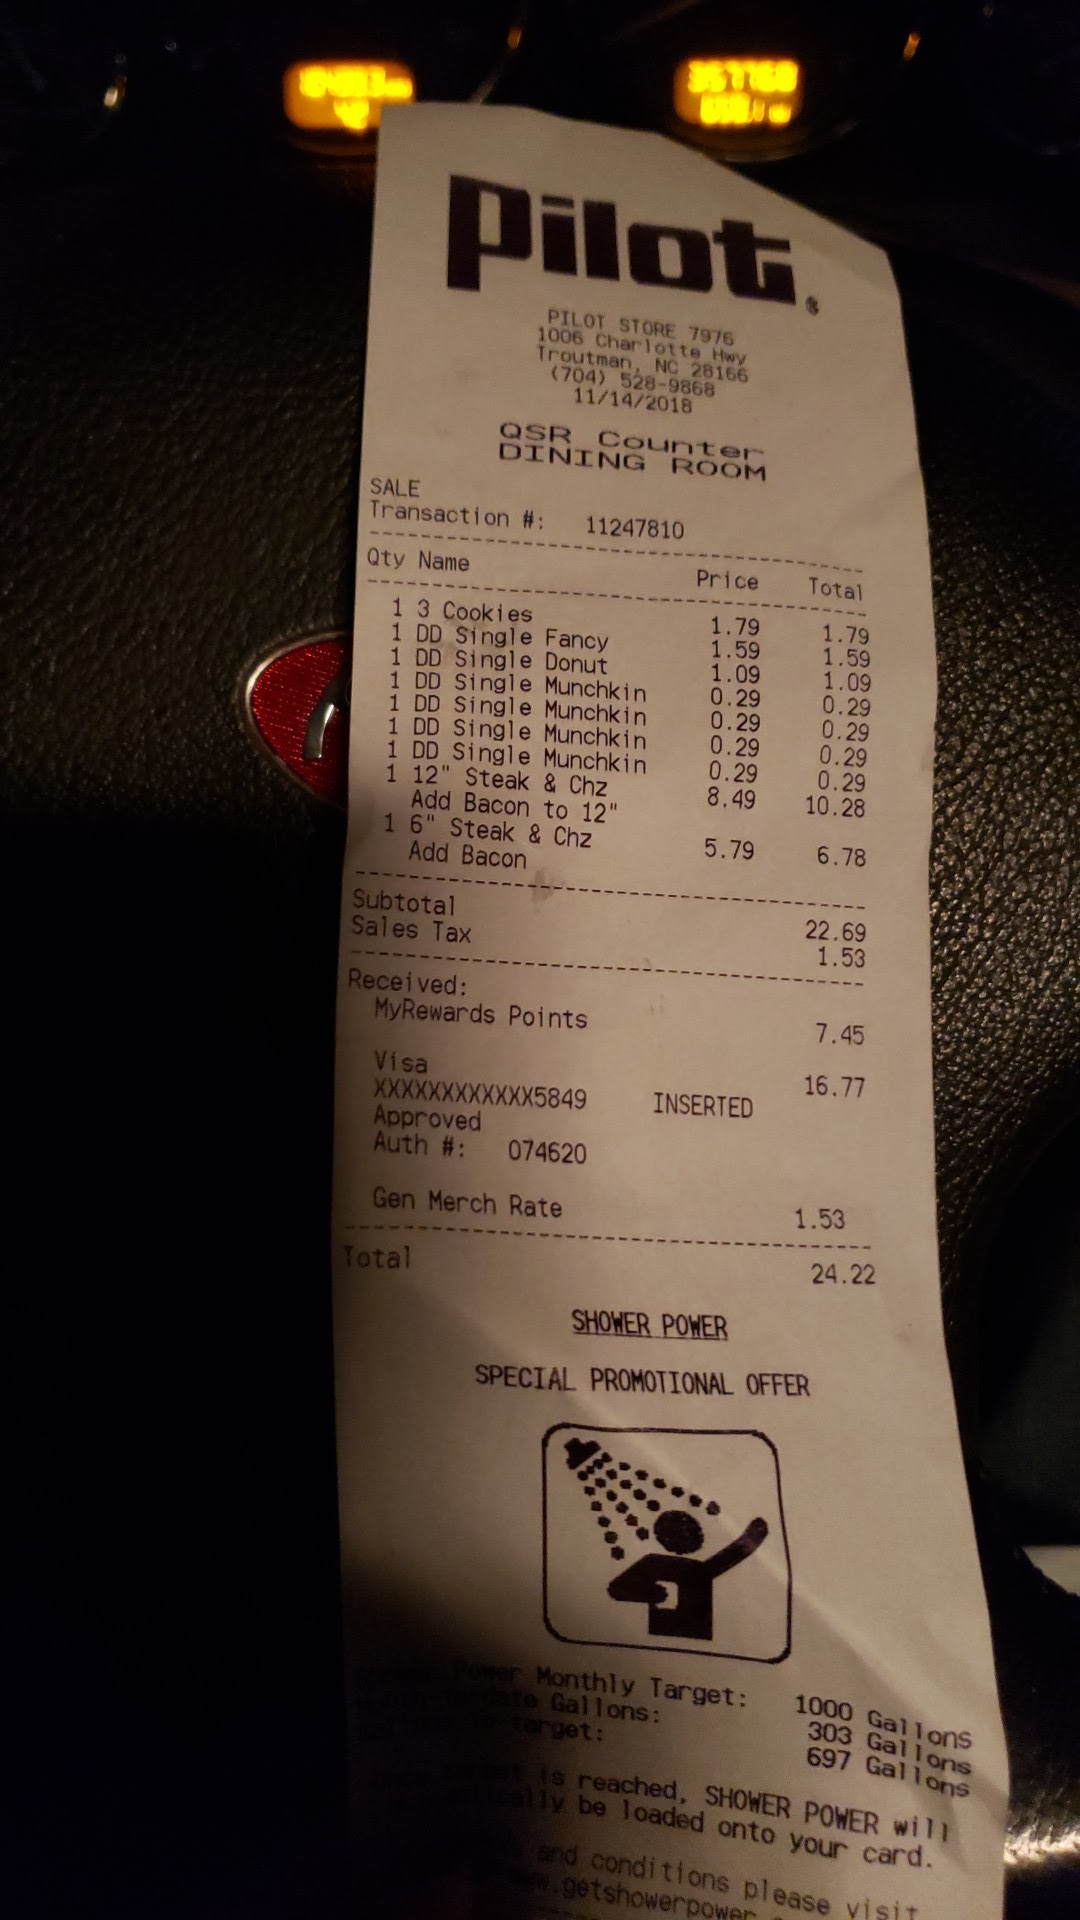 pilot®
PILOT STORE 7976
1006 Charlotte Hwy
Troutman, NC 28166
(704) 528-9868
11/14/2018
QSR Counter
DINING ROOM
SALE
Transaction #: 11247810
Qty Name Price Total
1 3 Cookies 1.79 1.79
1 DD Single Fancy 1.59 1.59
1 DD Single Donut 1.09 1.09
1 DD Single Munchkin 0.29 0.29
1 DD Single Munchkin 0.29 0.29
1 DD Single Munchkin 0.29 0.29
1 DD Single Munchkin 0.29 0.29
1 12" Steak & Chz 8.49 10.28
Add Bacon to 12"
1 6" Steak & Chz 5.79 6.78
Add Bacon
Subtotal 22.69
Sales Tax 1.53
Received:
MyRewards Points 7.45
Visa 16.77
XXXXXXXXXXXX5849 INSERTED
Approved
Auth #: 074620
Gen Merch Rate 1.53
Total 24.22
SHOWER POWER
SPECIAL PROMOTIONAL OFFER
Power Monthly Target: 1000 Gallons
date Gallons: 303 Gallons
target: 697 Gallons
is reached, SHOWER POWER will
be loaded onto your card.
and conditions please visit
getshowerpower